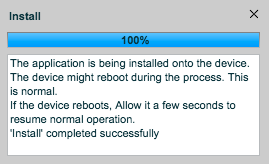 Install
100%
The application is being installed onto the device.
The device might reboot during the process. This
is normal.
If the device reboots, Allow it a few seconds to
resume normal operation.
'Install' completed successfully